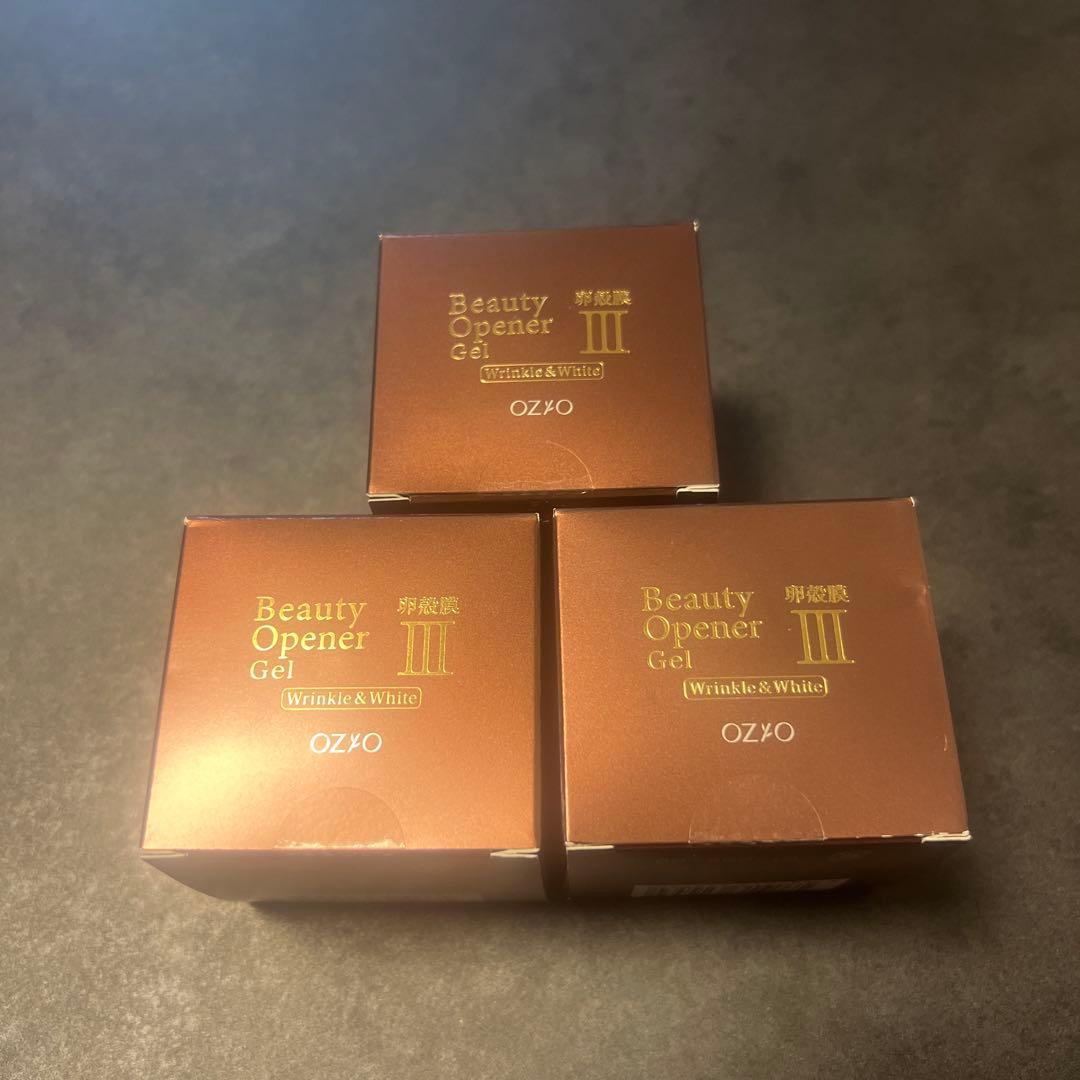 Beauty
Opener
Gel
卵殻膜
III
Wrinkle & White
OZIO
Beauty
Opener
Gel
卵殻膜
III
Wrinkle & White
OZIO
Beauty
Opener
Gel
卵殻膜
III
Wrinkle & White
OZIO